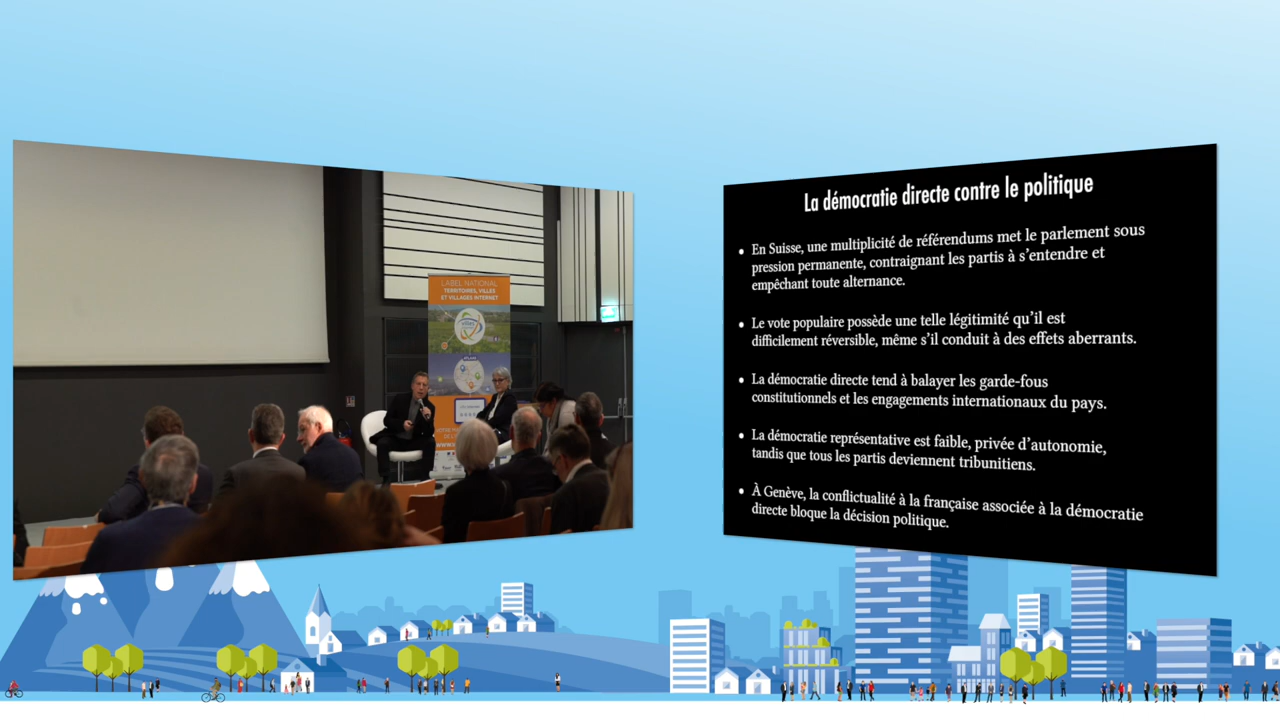 LABEL NATIONAL
TERRITOIRES, VILLES
ET VILLAGES INTERNET
villes
La démocratie directe contre le politique
• En Suisse, une multiplicité de référendums met le parlement sous
pression permanente, contraignant les partis à s'entendre et
empêchant toute alternance.
• Le vote populaire possède une telle légitimité qu'il est
difficilement réversible, même s'il conduit à des effets aberrants.
• La démocratie directe tend à balayer les garde-fous
constitutionnels et les engagements internationaux du pays.
• La démocratie représentative est faible, privée d'autonomie,
tandis que tous les partis deviennent tribunitiens.
• À Genève, la conflictualité à la française associée à la démocratie
directe bloque la décision politique.